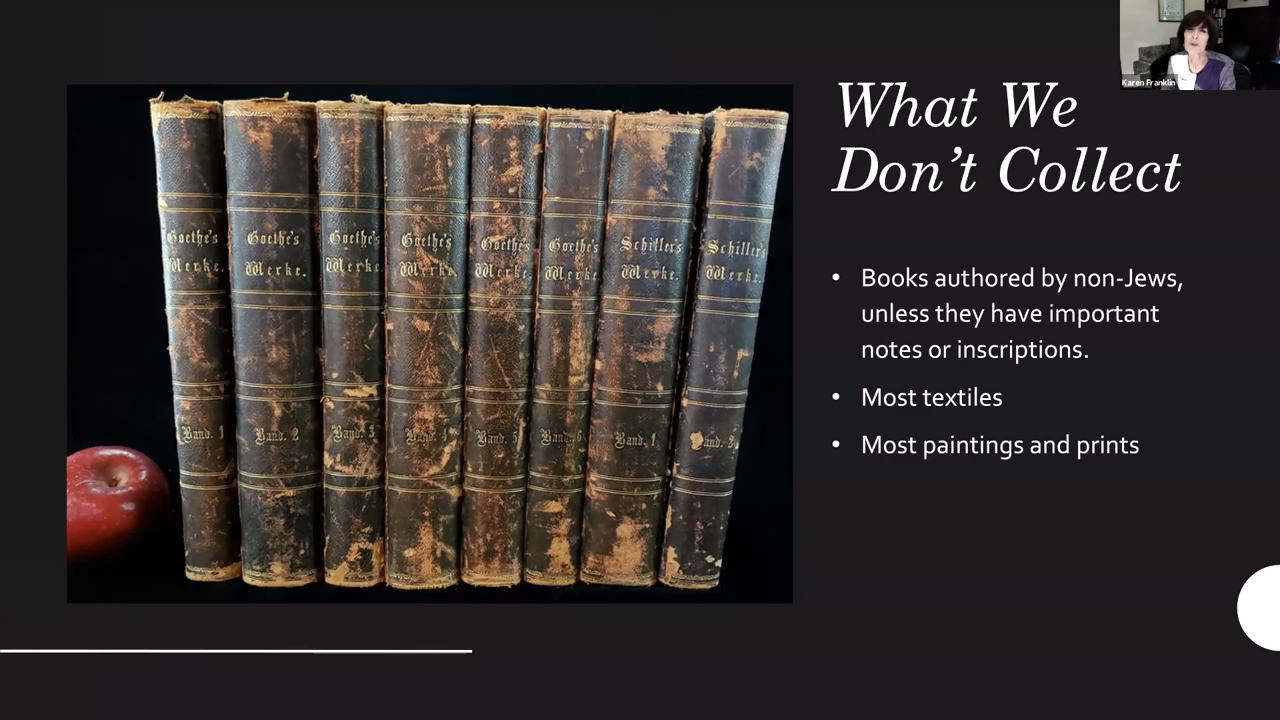 Karen Franklin
What We
Don't Collect
• Books authored by non-Jews,
unless they have important
notes or inscriptions.
• Most textiles
• Most paintings and prints
Goethe's
Werke.
Band. 1
Goethe's
Werke.
Band. 2
Goethe's
Werke.
Band. 3
Goethe's
Werke.
Band. 4
Goethe's
Werke.
Band. 5
Goethe's
Werke.
Band. 6
Schiller's
Werke.
Band. 1
Schiller's
Werke.
Band. 2